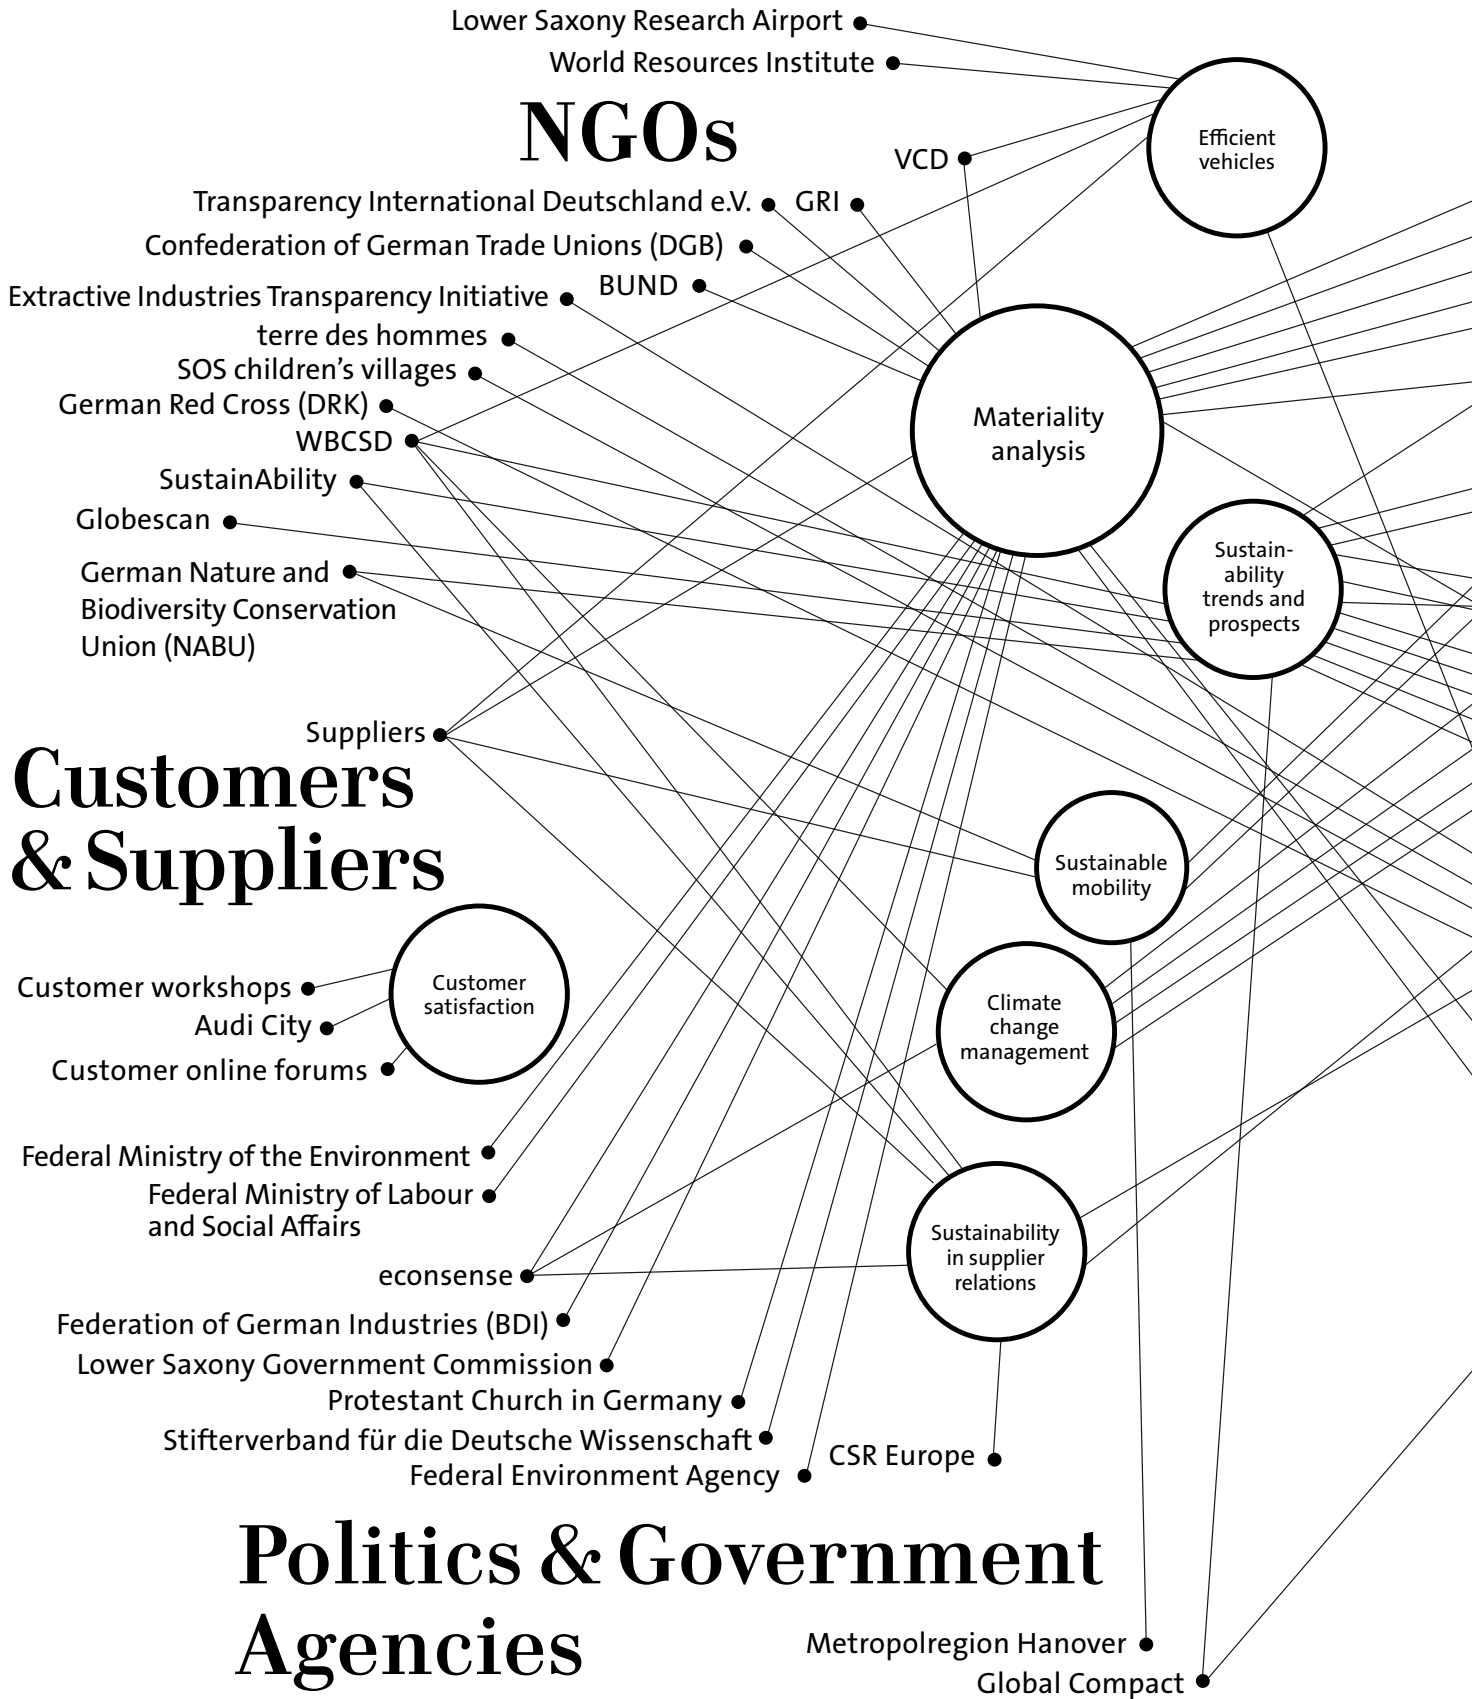 Lower Saxony Research Airport
World Resources Institute
NGOs
VCD
Efficient
vehicles
Transparency International Deutschland e.V.
GRI
Confederation of German Trade Unions (DGB)
BUND
Extractive Industries Transparency Initiative
terre des hommes
SOS children’s villages
German Red Cross (DRK)
WBCSD
Materiality
analysis
SustainAbility
Globescan
German Nature and
Biodiversity Conservation
Union (NABU)
Sustain-
ability
trends and
prospects
Suppliers
Customers
& Suppliers
Sustainable
mobility
Customer
satisfaction
Customer workshops
Audi City
Customer online forums
Climate
change
management
Federal Ministry of the Environment
Federal Ministry of Labour
and Social Affairs
econsense
Sustainability
in supplier
relations
Federation of German Industries (BDI)
Lower Saxony Government Commission
Protestant Church in Germany
Stifterverband für die Deutsche Wissenschaft
Federal Environment Agency
CSR Europe
Politics & Government
Agencies
Metropolregion Hanover
Global Compact